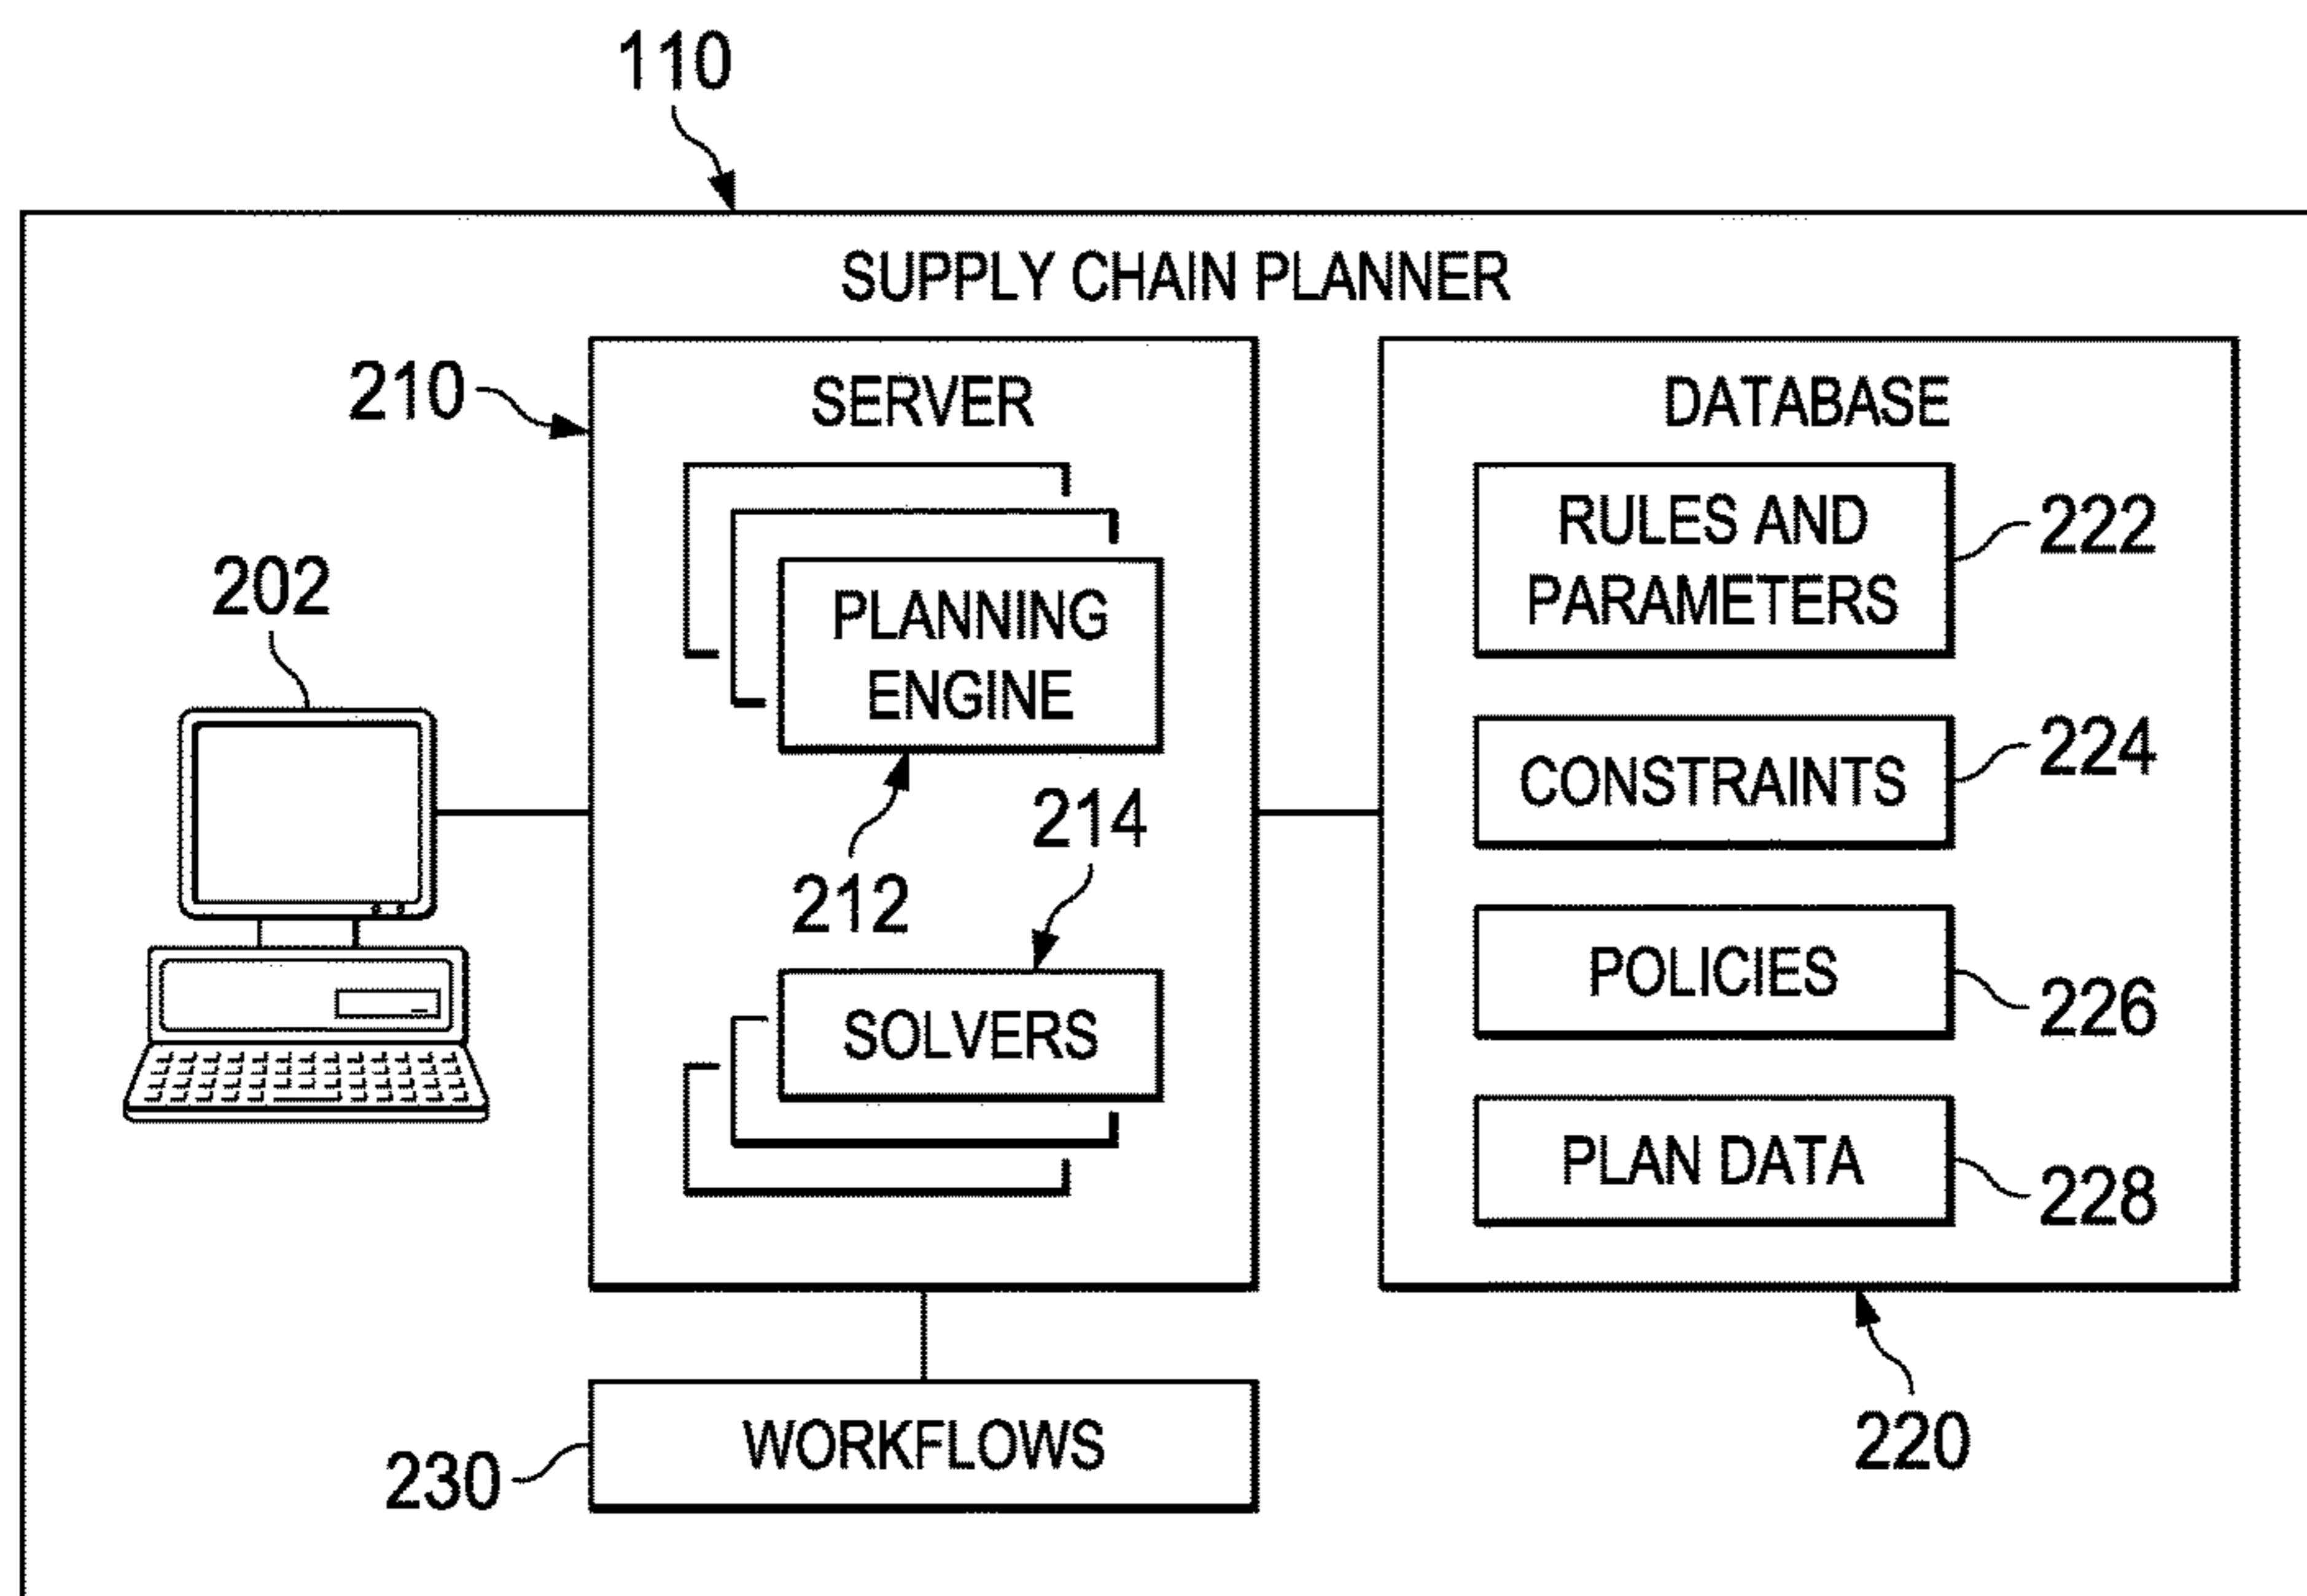 110
SUPPLY CHAIN PLANNER
210
SERVER
DATABASE
202
PLANNING
ENGINE
212
214
SOLVERS
RULES AND
PARAMETERS
222
CONSTRAINTS
224
POLICIES
226
PLAN DATA
228
220
230
WORKFLOWS